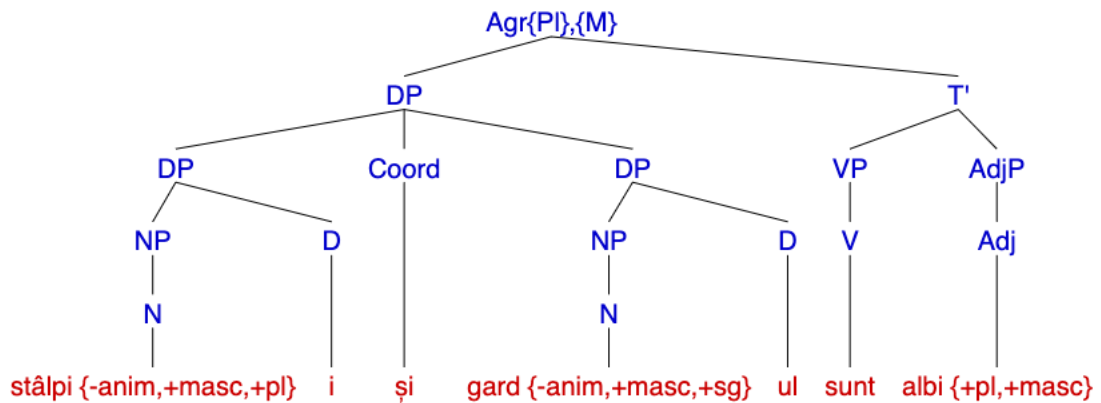 Agr{Pl},{M}
DP T'
DP Coord DP VP AdjP
NP D NP D V Adj
N N
stâlpi {-anim,+masc,+pl} i și gard {-anim,+masc,+sg} ul sunt albi {+pl,+masc}